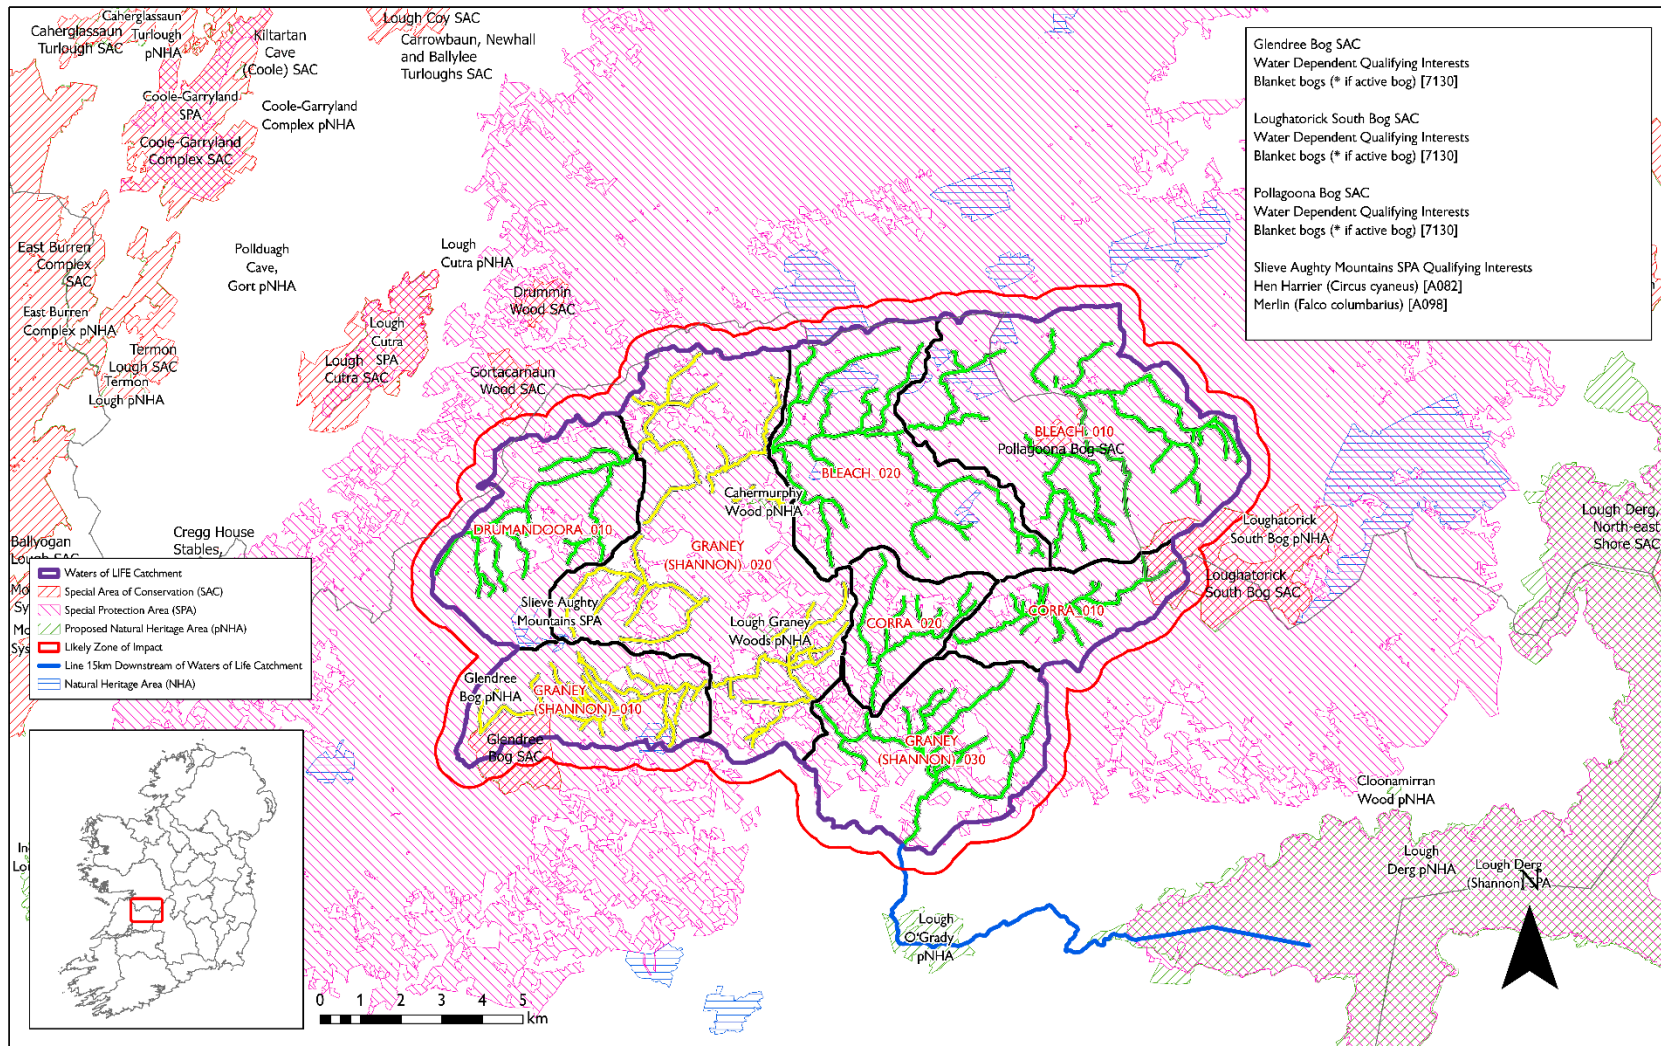 Caherglassaun
Turlough SAC
Caherglassaun
Turlough
pNHA
Kiltartan
Cave
(Coole) SAC
Lough Coy SAC
Carrowbaun, Newhall
and Ballylee
Turloughs SAC
Coole-Garryland
SPA
Coole-Garryland
Complex pNHA
Coole-Garryland
Complex SAC
East Burren
Complex
SAC
Pollduagh
Cave,
Gort pNHA
Lough
Cutra pNHA
Drummin
Wood SAC
East Burren
Complex pNHA
Termon
Lough SAC
Termon
Lough pNHA
Lough
Cutra
SPA
Lough
Cutra SAC
Gortacarnaun
Wood SAC
Glendree Bog SAC
Water Dependent Qualifying Interests
Blanket bogs (* if active bog) [7130]
Loughatorick South Bog SAC
Water Dependent Qualifying Interests
Blanket bogs (* if active bog) [7130]
Pollagoona Bog SAC
Water Dependent Qualifying Interests
Blanket bogs (* if active bog) [7130]
Slieve Aughty Mountains SPA Qualifying Interests
Hen Harrier (Circus cyaneus) [A082]
Merlin (Falco columbarius) [A098]
BLEACH_010
Pollagoona Bog SAC
BLEACH_020
Cahermurphy
Wood pNHA
DRUMANDOORA_010
GRANEY
(SHANNON)_020
Loughatorick
South Bog pNHA
Loughatorick
South Bog SAC
Lough Derg,
North-east
Shore SAC
Cregg House
Stables,
Ballyogan
Lough SAC
Slieve Aughty
Mountains SPA
Lough Graney
Woods pNHA
CORRA_020
CORRA_010
Glendree
Bog pNHA
GRANEY
(SHANNON)_010
Glendree
Bog SAC
GRANEY
(SHANNON)_030
Cloonamirran
Wood pNHA
Lough
Derg pNHA
Lough Derg
(Shannon) SPA
N
Lough
O'Grady
pNHA
Waters of LIFE Catchment
Special Area of Conservation (SAC)
Special Protection Area (SPA)
Proposed Natural Heritage Area (pNHA)
Likely Zone of Impact
Line 15km Downstream of Waters of Life Catchment
Natural Heritage Area (NHA)
0 1 2 3 4 5
km